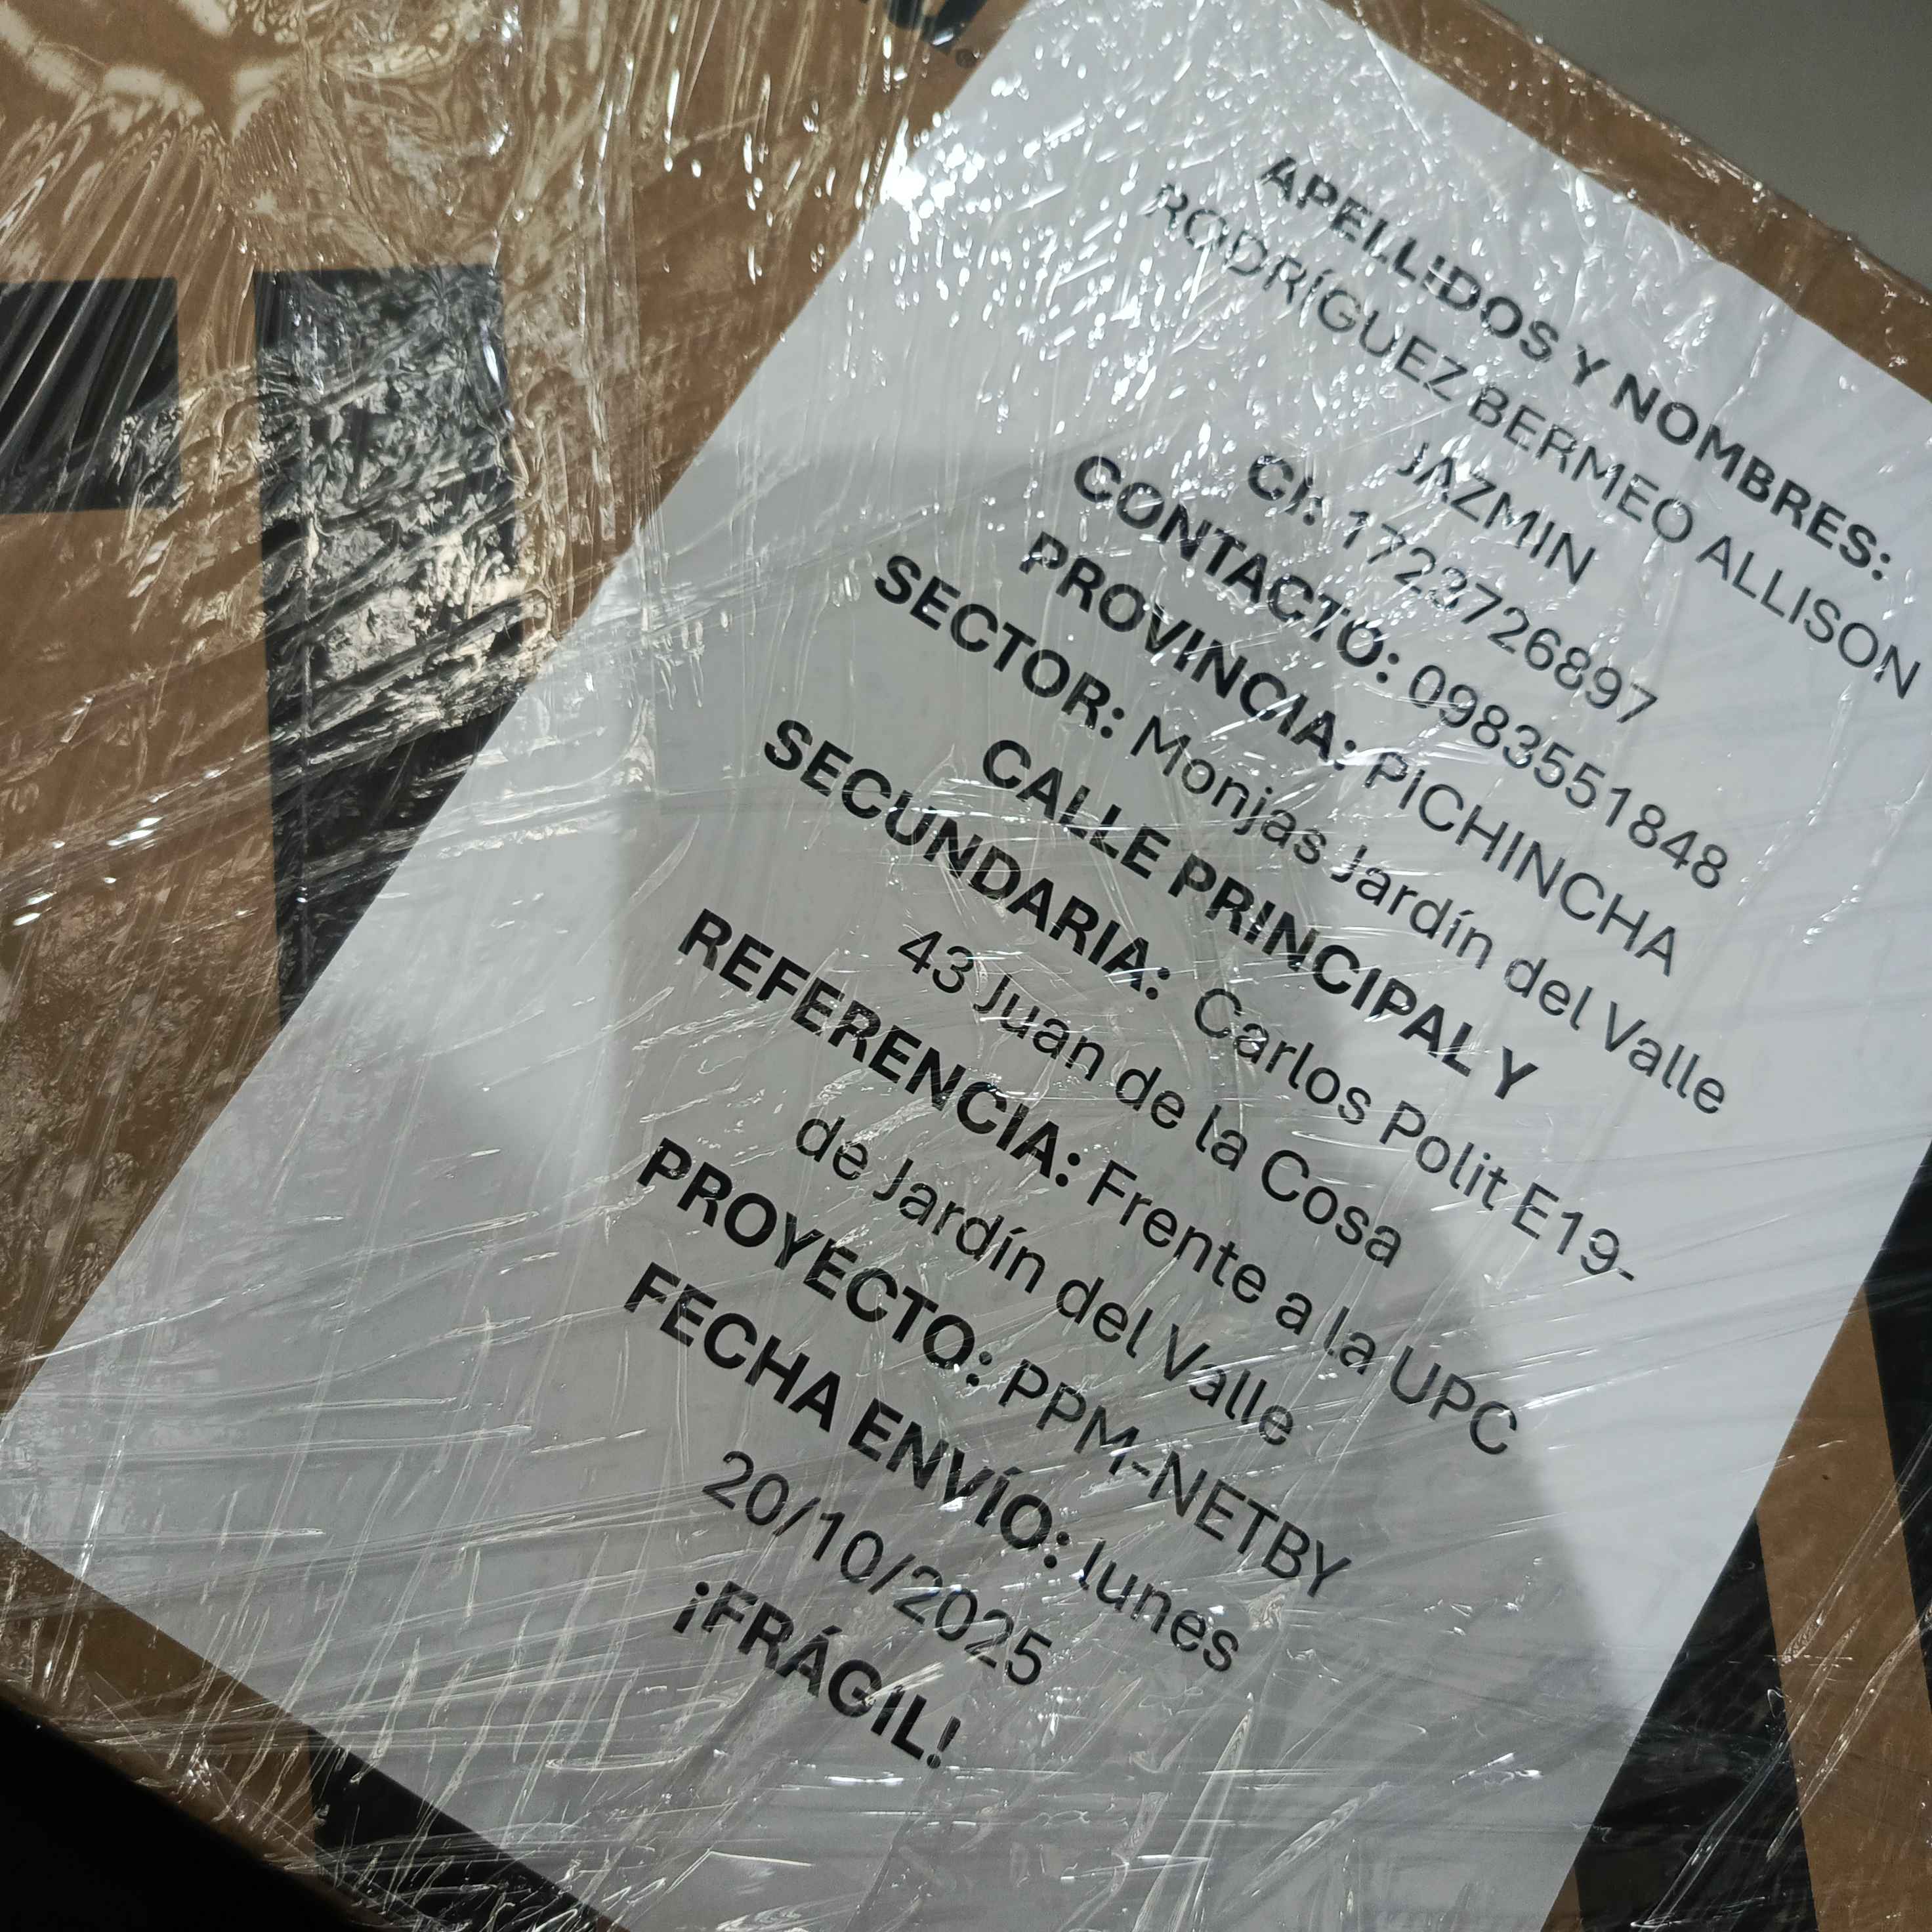 APELLIDOS Y NOMBRES:
RODRÍGUEZ BERMEO ALLISON
JAZMIN
CI: 1723726897
CONTACTO: 0983551848
PROVINCIA: PICHINCHA
SECTOR: Monjas Jardín del Valle
CALLE PRINCIPAL Y
SECUNDARIA: Carlos Polit E19-
43 Juan de la Cosa
REFERENCIA: Frente a la UPC
de Jardín del Valle
PROYECTO: PPM-NETBY
FECHA ENVÍO: lunes
20/10/2025
¡FRÁGIL!